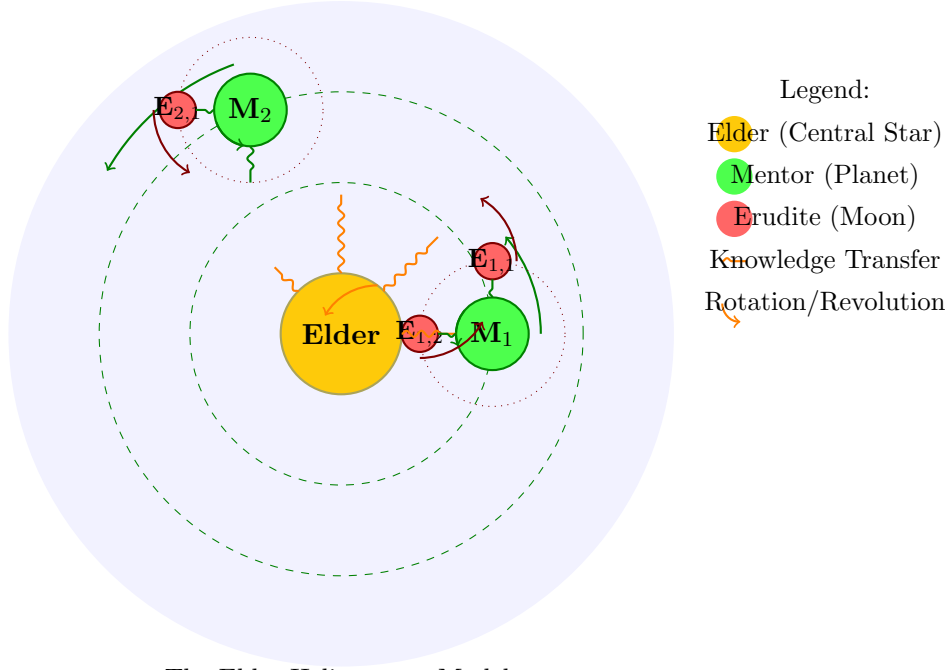 E2,1
M2
Legend:
Elder (Central Star)
Mentor (Planet)
Erudite (Moon)
Knowledge Transfer
Rotation/Revolution
E1,1
Elder
E1,2
M1